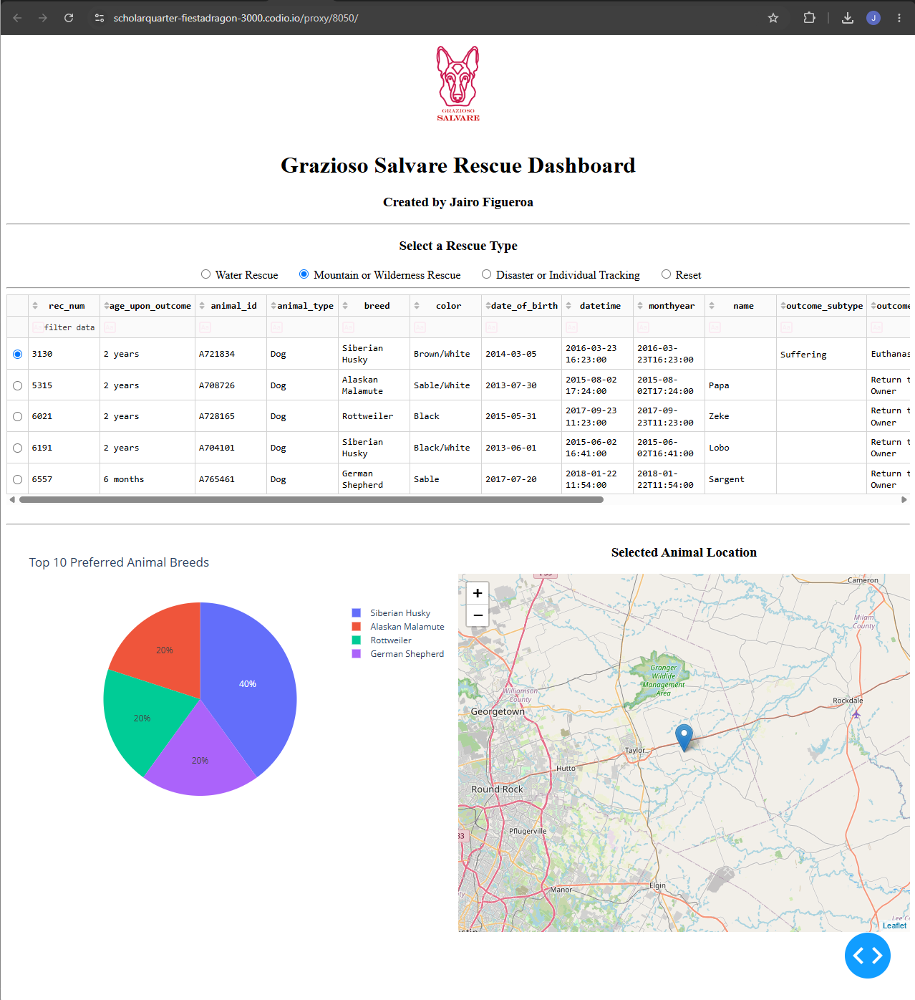 scholarquarter-fiestadragon-3000.codio.io/proxy/8050/
J
GRAZIOSO
SALVARE
Grazioso Salvare Rescue Dashboard
Created by Jairo Figueroa
Select a Rescue Type
Water Rescue Mountain or Wilderness Rescue Disaster or Individual Tracking Reset
rec_num age_upon_outcome animal_id animal_type breed color date_of_birth datetime monthyear name outcome_subtype outcome
filter data
3130 2 years A721834 Dog Siberian Husky Brown/White 2014-03-05 2016-03-23 16:23:00 2016-03-23T16:23:00 Suffering Euthanas
5315 2 years A708726 Dog Alaskan Malamute Sable/White 2013-07-30 2015-08-02 17:24:00 2015-08-02T17:24:00 Papa Return t Owner
6021 2 years A728165 Dog Rottweiler Black 2015-05-31 2017-09-23 11:23:00 2017-09-23T11:23:00 Zeke Return t Owner
6191 2 years A704101 Dog Siberian Husky Black/White 2013-06-01 2015-06-02 16:41:00 2015-06-02T16:41:00 Lobo Return t Owner
6557 6 months A765461 Dog German Shepherd Sable 2017-07-20 2018-01-22 11:54:00 2018-01-22T11:54:00 Sargent Return t Owner
Top 10 Preferred Animal Breeds
Siberian Husky
Alaskan Malamute
Rottweiler
German Shepherd
20%
40%
20%
20%
Selected Animal Location
+
−
Cameron
Milam
County
Granger
Wildlife
Management
Area
Williamson
County
Georgetown
Rockdale
Taylor
Hutto
Round Rock
Pflugerville
Manor
Elgin
Leaflet